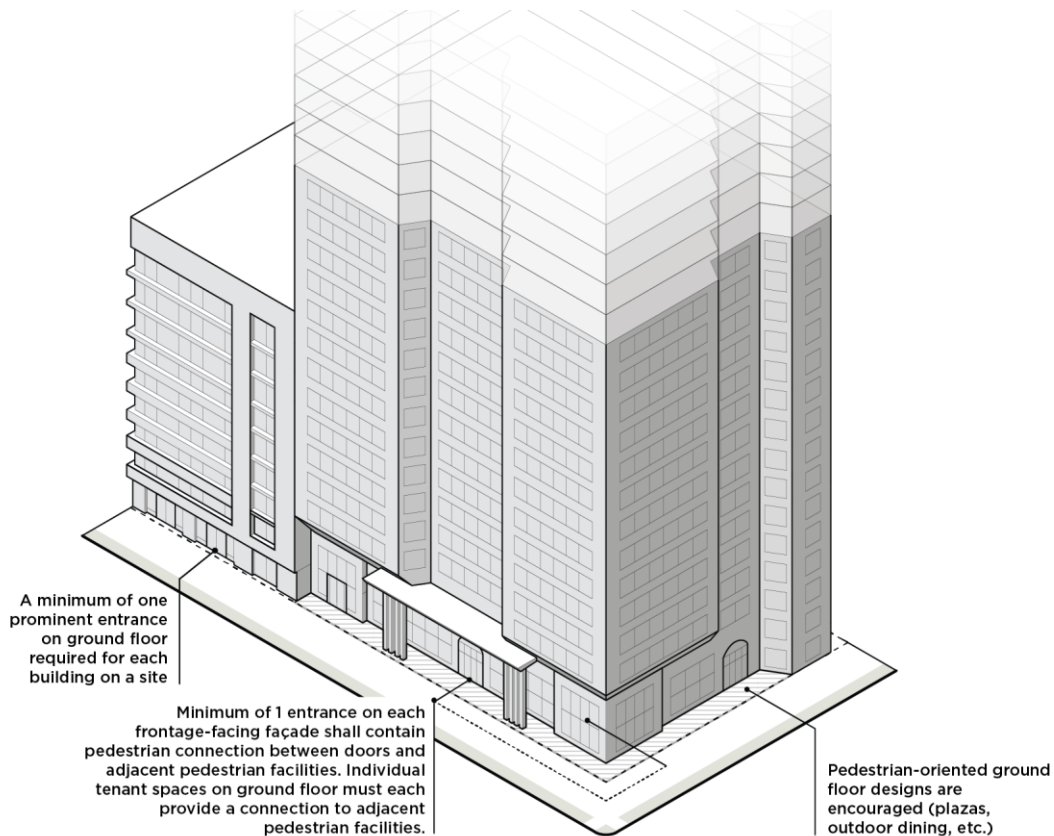 A minimum of one
prominent entrance
on ground floor
required for each
building on a site
Minimum of 1 entrance on each
frontage-facing façade shall contain
pedestrian connection between doors and
adjacent pedestrian facilities. Individual
tenant spaces on ground floor must each
provide a connection to adjacent
pedestrian facilities.
Pedestrian-oriented ground
floor designs are
encouraged (plazas,
outdoor dining, etc.)